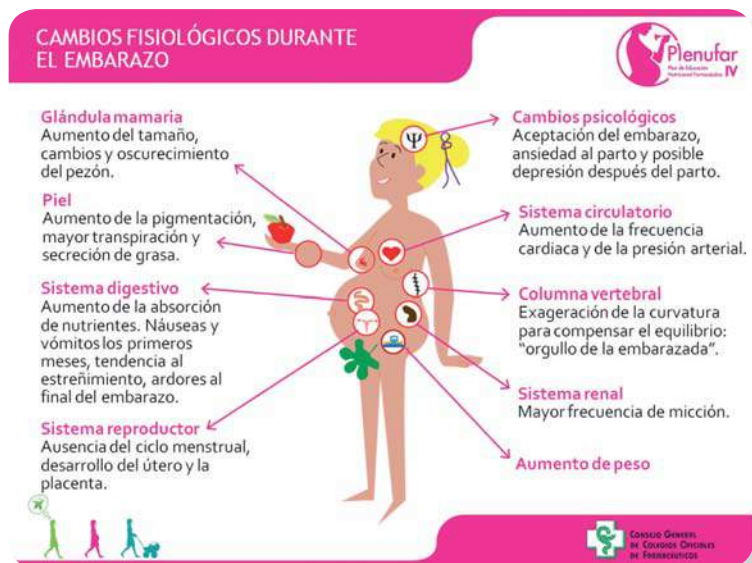 CAMBIOS FISIOLÓGICOS DURANTE
EL EMBARAZO
Plenufar
Plan de Educación
Nutricional Farmacéutico
IV
Glándula mamaria
Aumento del tamaño,
cambios y oscurecimiento
del pezón.
Piel
Aumento de la pigmentación,
mayor transpiración y
secreción de grasa.
Sistema digestivo
Aumento de la absorción
de nutrientes. Náuseas y
vómitos los primeros
meses, tendencia al
estreñimiento, ardores al
final del embarazo.
Sistema reproductor
Ausencia del ciclo menstrual,
desarrollo del útero y la
placenta.
Ψ
Cambios psicológicos
Aceptación del embarazo,
ansiedad al parto y posible
depresión después del parto.
Sistema circulatorio
Aumento de la frecuencia
cardiaca y de la presión arterial.
Columna vertebral
Exageración de la curvatura
para compensar el equilibrio:
“orgullo de la embarazada”.
Sistema renal
Mayor frecuencia de micción.
Aumento de peso
CONSEJO GENERAL
DE COLEGIOS OFICIALES
DE FARMACÉUTICOS